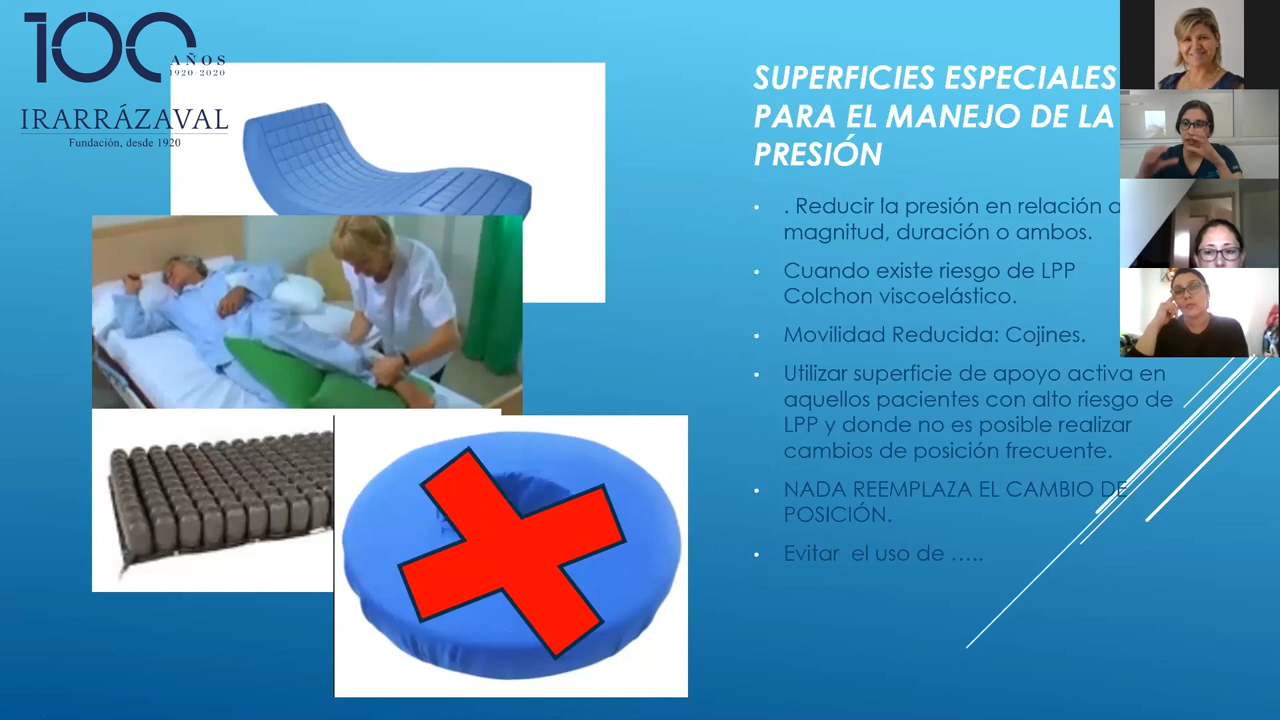 100
AÑOS
1920-2020
IRARRÁZAVAL
Fundación, desde 1920
SUPERFICIES ESPECIALES
PARA EL MANEJO DE LA
PRESIÓN
• . Reducir la presión en relación a
magnitud, duración o ambos.
• Cuando existe riesgo de LPP
Colchon viscoelástico.
• Movilidad Reducida: Cojines.
• Utilizar superficie de apoyo activa en
aquellos pacientes con alto riesgo de
LPP y donde no es posible realizar
cambios de posición frecuente.
• NADA REEMPLAZA EL CAMBIO DE
POSICIÓN.
• Evitar el uso de …..